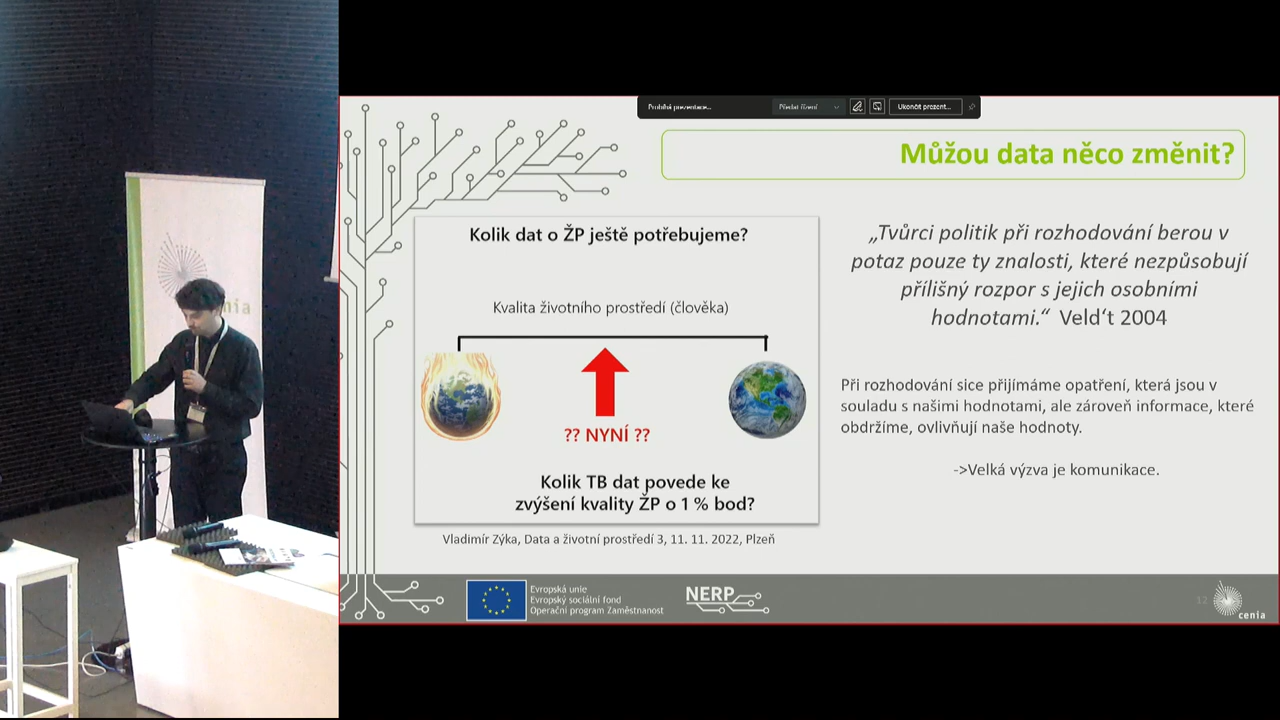 Probíhá prezentace...
Předat řízení
Ukončit prezent...
Můžou data něco změnit?
Kolik dat o ŽP ještě potřebujeme?
Kvalita životního prostředí (člověka)
?? NYNÍ ??
Kolik TB dat povede ke
zvýšení kvality ŽP o 1 % bod?
Vladimír Zýka, Data a životní prostředí 3, 11. 11. 2022, Plzeň
„Tvůrci politik při rozhodování berou v
potaz pouze ty znalosti, které nezpůsobují
přílišný rozpor s jejich osobními
hodnotami.“ Veld‘t 2004
Při rozhodování sice přijímáme opatření, která jsou v
souladu s našimi hodnotami, ale zároveň informace, které
obdržíme, ovlivňují naše hodnoty.
->Velká výzva je komunikace.
Evropská unie
Evropský sociální fond
Operační program Zaměstnanost
NERP
12
cenia
nia